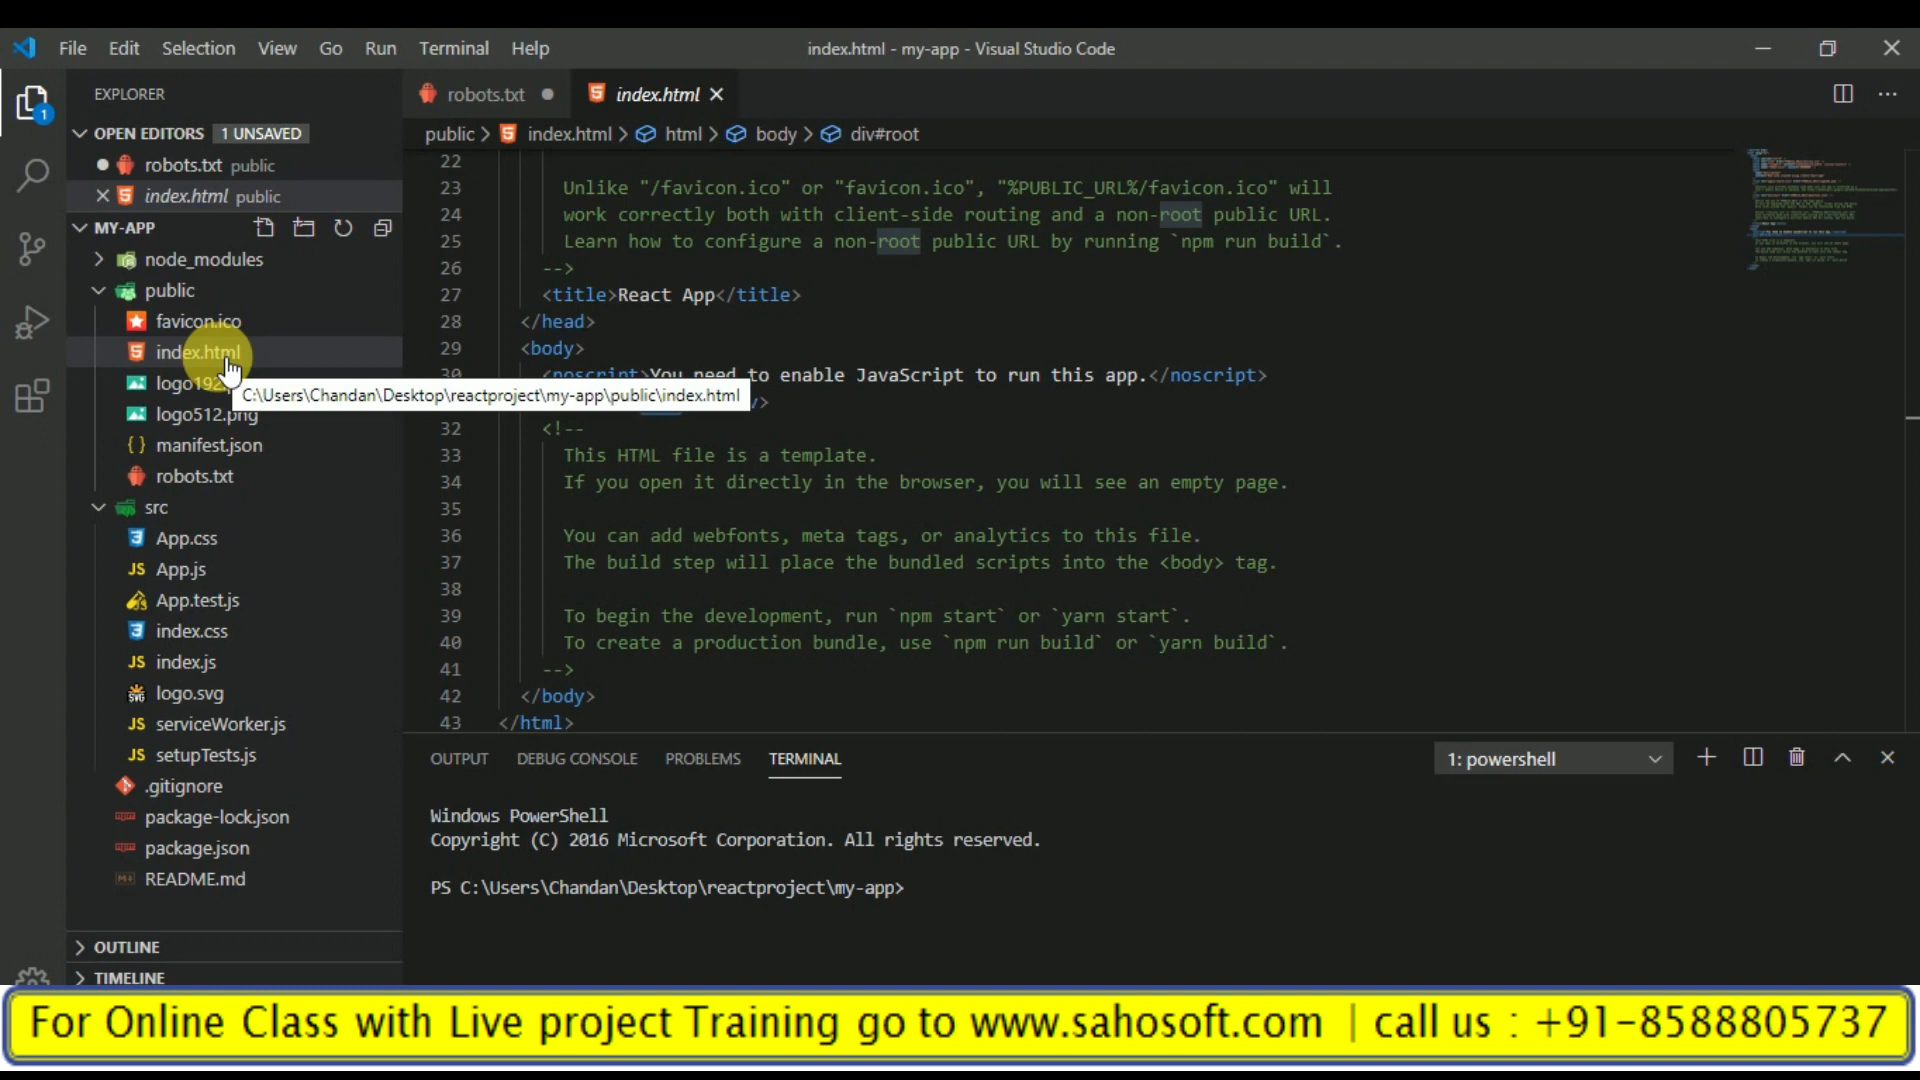 File Edit Selection View Go Run Terminal Help
index.html - my-app - Visual Studio Code
EXPLORER
OPEN EDITORS 1 UNSAVED
robots.txt public
index.html public
MY-APP
node_modules
public
favicon.ico
index.html
logo192.p
C:\Users\Chandan\Desktop\reactproject\my-app\public\index.html
logo512.png
manifest.json
robots.txt
src
App.css
JS App.js
App.test.js
index.css
JS index.js
logo.svg
JS serviceWorker.js
JS setupTests.js
.gitignore
package-lock.json
package.json
README.md
OUTLINE
TIMELINE
robots.txt
index.html
public > index.html > html > body > div#root
22
23 Unlike "/favicon.ico" or "favicon.ico", "%PUBLIC_URL%/favicon.ico" will
24 work correctly both with client-side routing and a non-root public URL.
25 Learn how to configure a non-root public URL by running `npm run build`.
26 -->
27 <title>React App</title>
28 </head>
29 <body>
30 <noscript>You need to enable JavaScript to run this app.</noscript>
/>
32 <!--
33 This HTML file is a template.
34 If you open it directly in the browser, you will see an empty page.
35
36 You can add webfonts, meta tags, or analytics to this file.
37 The build step will place the bundled scripts into the <body> tag.
38
39 To begin the development, run `npm start` or `yarn start`.
40 To create a production bundle, use `npm run build` or `yarn build`.
41 -->
42 </body>
43 </html>
OUTPUT DEBUG CONSOLE PROBLEMS TERMINAL
1: powershell
Windows PowerShell
Copyright (C) 2016 Microsoft Corporation. All rights reserved.
PS C:\Users\Chandan\Desktop\reactproject\my-app>
For Online Class with Live project Training go to www.sahosoft.com | call us : +91-8588805737